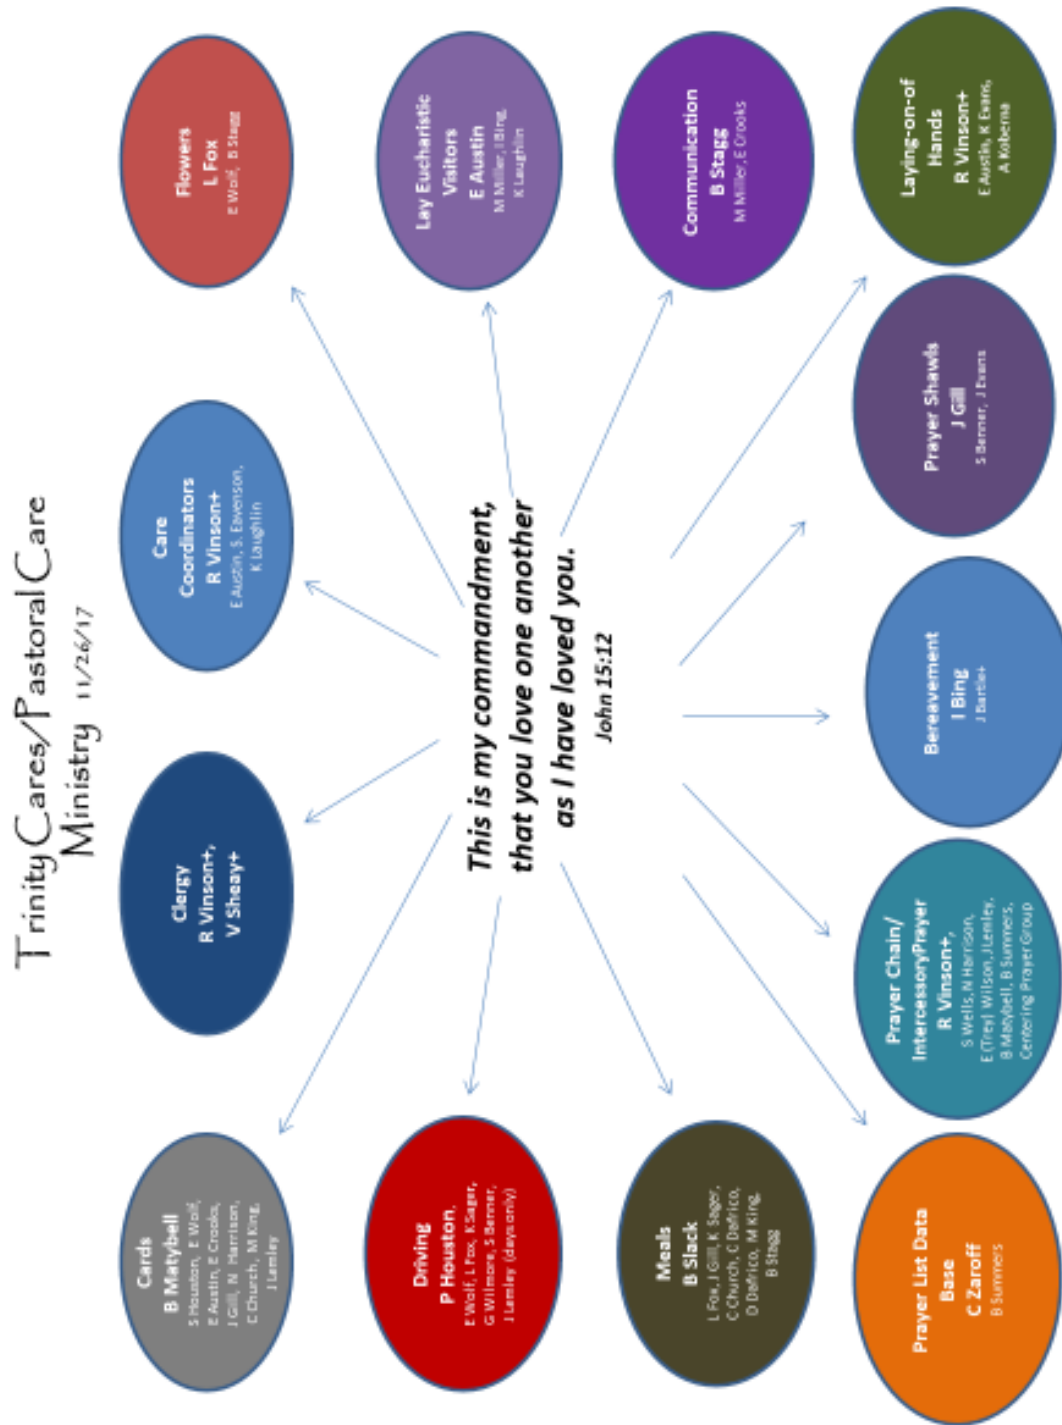 Trinity Cares/Pastoral Care
Ministry 11/26/17
Cards
B Matybell
S Houston, E Wolf,
E Austin, E Crooks,
J Gill, N Harrison,
C Church, M King,
J Lemley
Clergy
R Vinson+,
V Sheay+
Care
Coordinators
R Vinson+
E Austin, S. Eavenson,
K Laughlin
Flowers
L Fox
E Wolf, B Stagg
Driving
P Houston,
E Wolf, L Fox, K Sager,
G Wilmore, S Benner,
J Lemley (days only)
This is my commandment,
that you love one another
as I have loved you.
John 15:12
Lay Eucharistic
Visitors
E Austin
M Miller, I Bing,
K Laughlin
Meals
B Slack
L Fox, J Gill, K Sager,
C Church, C Dafrico,
D Dafrico, M King,
B Stagg
Communication
B Stagg
M Miller, E Crooks
Prayer List Data
Base
C Zaroff
B Summers
Prayer Chain/
IntercessoryPrayer
R Vinson+,
S Wells, N Harrison,
E (Trey) Wilson, J Lemley,
B Matybell, B Summers,
Centering Prayer Group
Bereavement
I Bing
J Bartle+
Prayer Shawls
J Gill
S Benner, J Evans
Laying-on-of
Hands
R Vinson+
E Austin, K Evans,
A Koberna